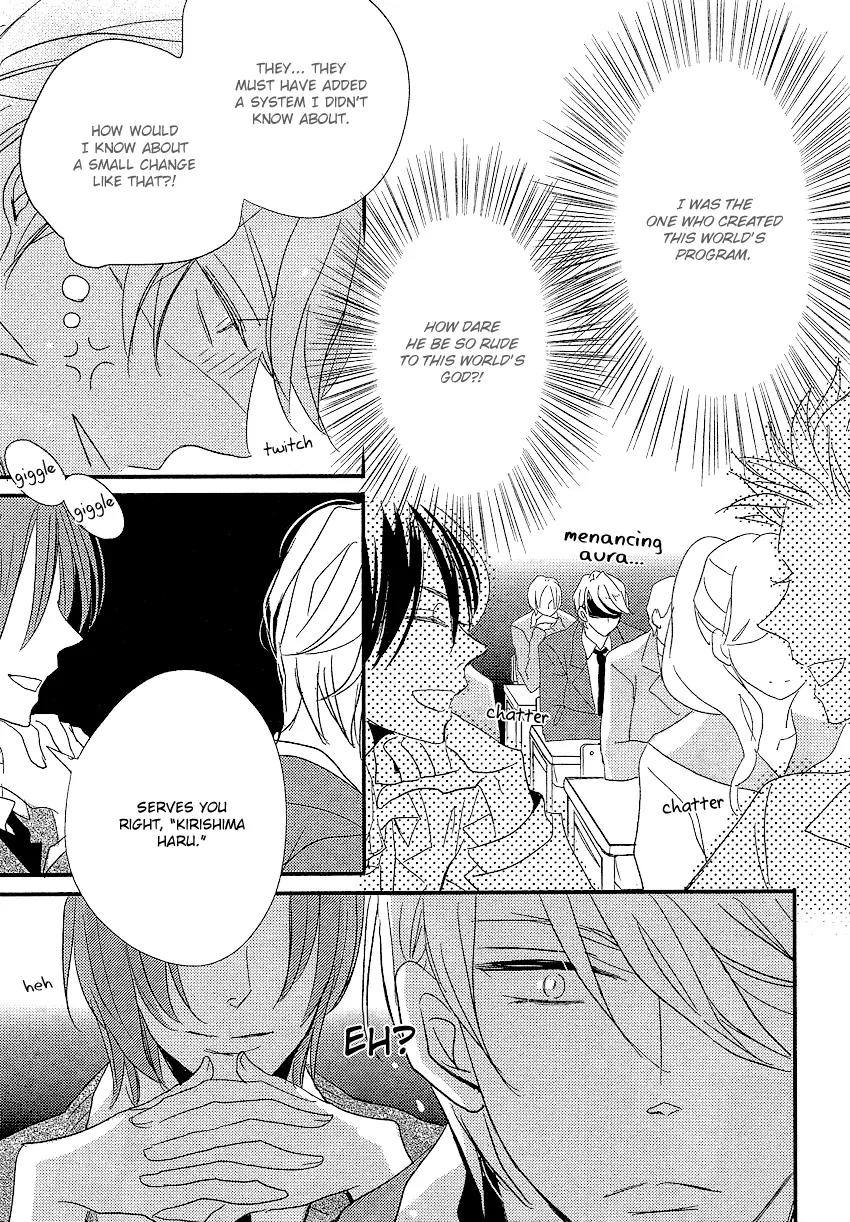 I WAS THE
ONE WHO CREATED
THIS WORLD'S
PROGRAM.
HOW DARE
HE BE SO RUDE
TO THIS WORLD'S
GOD?!
menancing
aura...
chatter
chatter
THEY... THEY
MUST HAVE ADDED
A SYSTEM I DIDN'T
KNOW ABOUT.
HOW WOULD
I KNOW ABOUT
A SMALL CHANGE
LIKE THAT?!
twitch
giggle
giggle
SERVES YOU
RIGHT, "KIRISHIMA
HARU."
heh
EH?